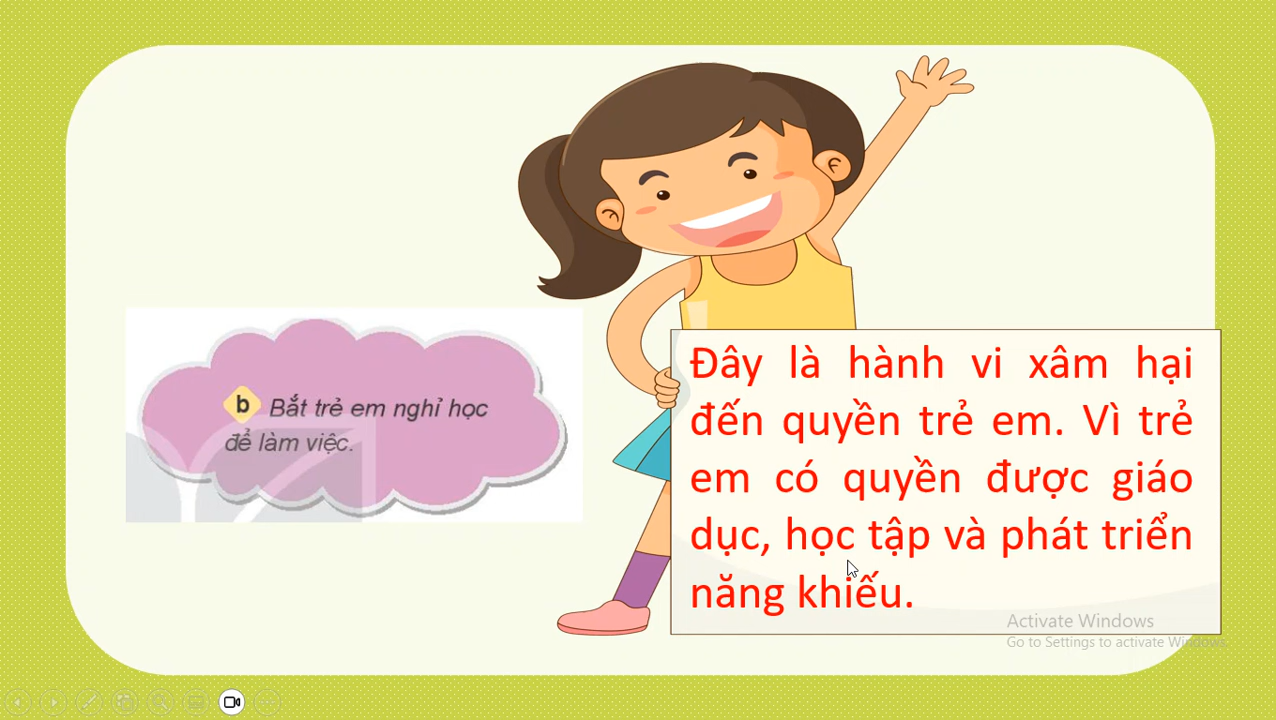 b Bắt trẻ em nghỉ học
để làm việc.
Đây là hành vi xâm hại
đến quyền trẻ em. Vì trẻ
em có quyền được giáo
dục, học tập và phát triển
năng khiếu.
Activate Windows
Go to Settings to activate Windows.